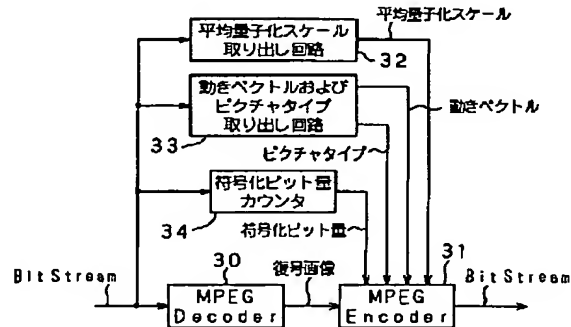 平均量子化スケール
取り出し回路
32
平均量子化スケール
動きベクトルおよび
ピクチャタイプ
取り出し回路
33
動きベクトル
ピクチャタイプ
符号化ビット量
カウンタ
34
符号化ビット量
Bit Stream
30
MPEG
Decoder
復号画像
31
MPEG
Encoder
Bit Stream